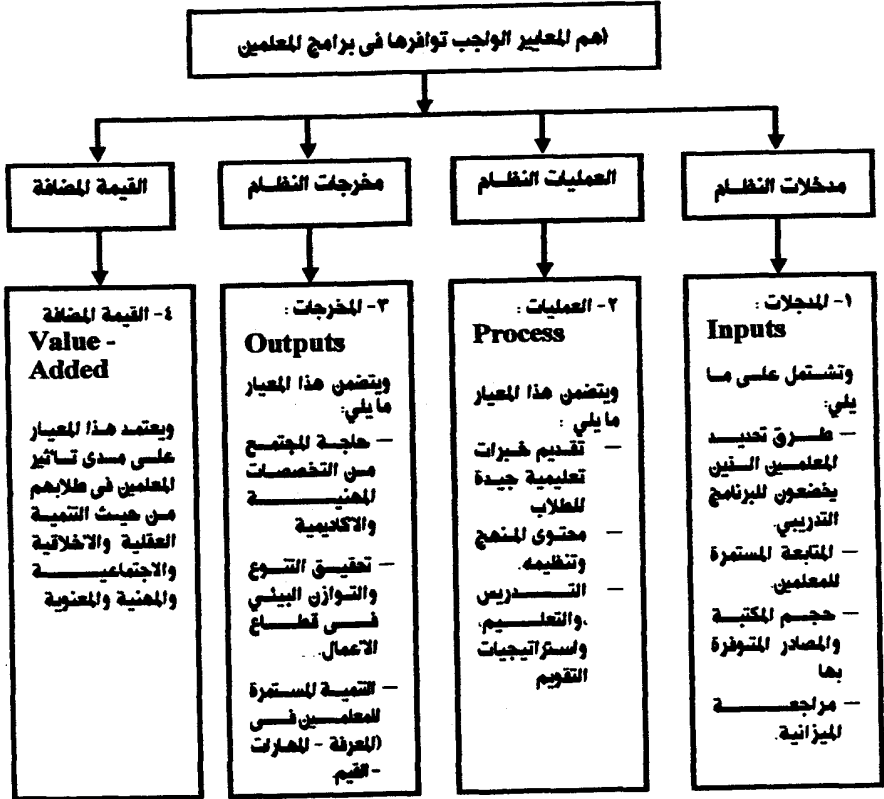 اهم المعايير الواجب توافرها فى برامج المعلمين
مدخلات النظام
العمليات النظام
مخرجات النظام
القيمة المضافة
١- المدجلات :
Inputs
وتشتمل على ما
يلي:
– طرق تحديد
المعلمين الذين
يخضعون للبرنامج
التدريبي.
– المتابعة المستمرة
للمعلمين.
– حجم المكتبة
والمصادر المتوفرة
بها
– مراجعة
الميزانية.
٢- العمليات :
Process
ويتضمن هذا المعيار
ما يلي :
– تقديم خبرات
تعليمية جيدة
للطلاب
– محتوى المنهج
وتنظيمه.
– التدريس
،والتعليم،
واستراتيجيات
التقويم
٣- المخرجات :
Outputs
ويتضمن هذا المعيار
ما يلي:
– حاجة المجتمع
من التخصصات
المهنية
والاكاديمية
– تحقيق التنوع
والتوازن البيئي
فى قطاع
الاعمال.
– التنمية المستمرة
للمعلمين فى
(المعرفة – المهارات
– القيم
٤- القيمة المضافة
Value -
Added
ويعتمد هذا المعيار
على مدى تاثير
المعلمين فى طلابهم
من حيث التنمية
العقلية والاخلاقية
والاجتماعية
والمهنية والمعنوية